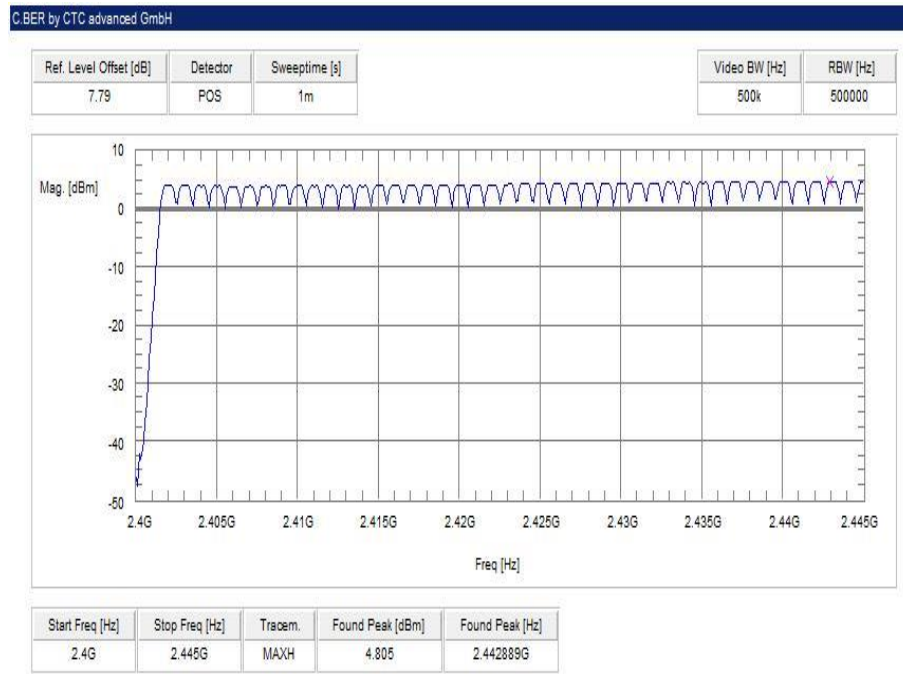 C.BER by CTC advanced GmbH
Ref. Level Offset [dB] Detector Sweeptime [s] Video BW [Hz] RBW [Hz]
7.79 POS 1m 500k 500000
10
Mag. [dBm]
0
-10
-20
-30
-40
-50
2.4G 2.405G 2.41G 2.415G 2.42G 2.425G 2.43G 2.435G 2.44G 2.445G
Freq [Hz]
Start Freq [Hz] Stop Freq [Hz] Tracem. Found Peak [dBm] Found Peak [Hz]
2.4G 2.445G MAXH 4.805 2.442889G